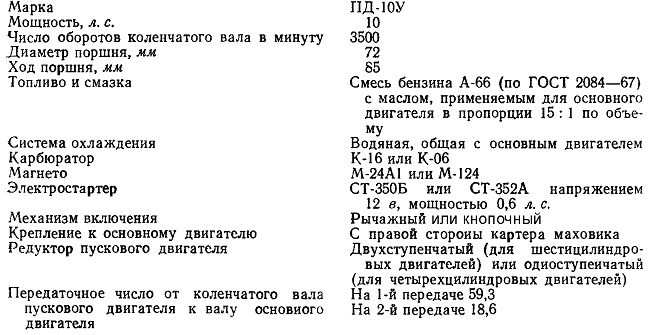 Марка ПД-10У
Мощность, л. с. 10
Число оборотов коленчатого вала в минуту 3500
Диаметр поршня, мм 72
Ход поршня, мм 85
Топливо и смазка Смесь бензина А-66 (по ГОСТ 2084—67)
с маслом, применяемым для основного
двигателя в пропорции 15 : 1 по объе-
му
Система охлаждения Водяная, общая с основным двигателем
Карбюратор К-16 или К-06
Магнето М-24А1 или М-124
Электростартер СТ-350Б или СТ-352А напряжением
12 в, мощностью 0,6 л. с.
Механизм включения Рычажный или кнопочный
Крепление к основному двигателю С правой стороны картера маховика
Редуктор пускового двигателя Двухступенчатый (для шестицилиндро-
вых двигателей) или одноступенчатый
(для четырехцилиндровых двигателей)
Передаточное число от коленчатого вала На 1-й передаче 59,3
пускового двигателя к валу основного На 2-й передаче 18,6
двигателя